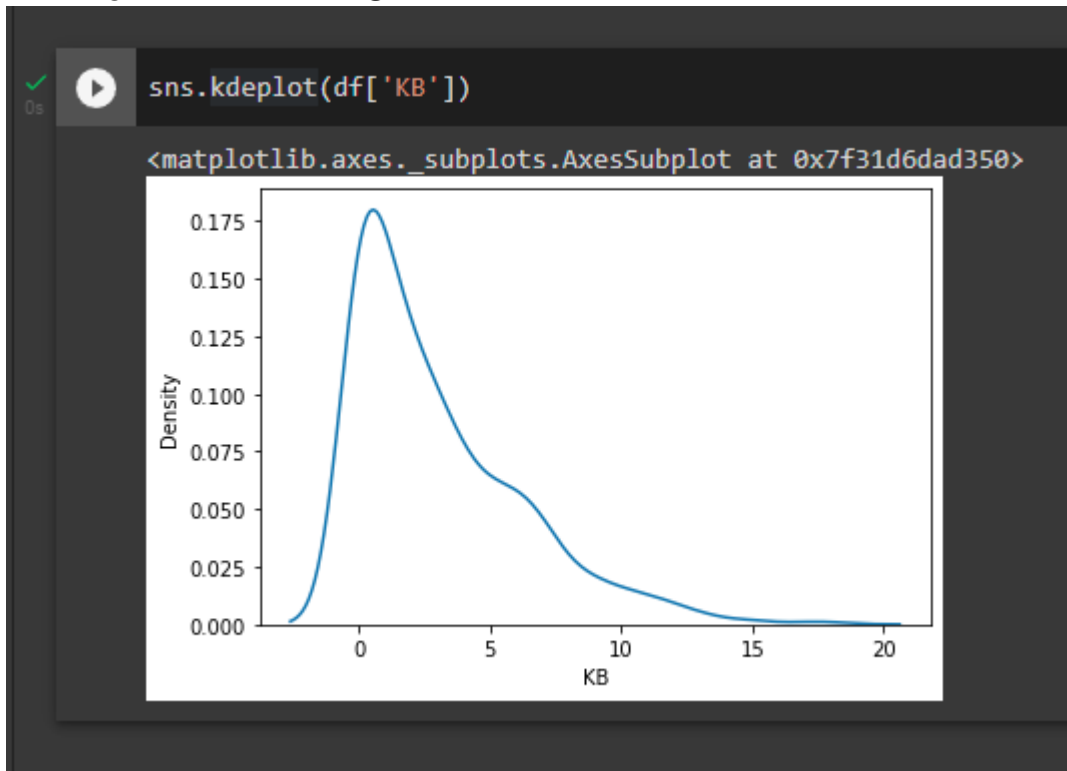 0s
sns.kdeplot(df['KB'])
<matplotlib.axes._subplots.AxesSubplot at 0x7f31d6dad350>
0.175
0.150
0.125
0.100
0.075
0.050
0.025
0.000
Density
0 5 10 15 20
KB